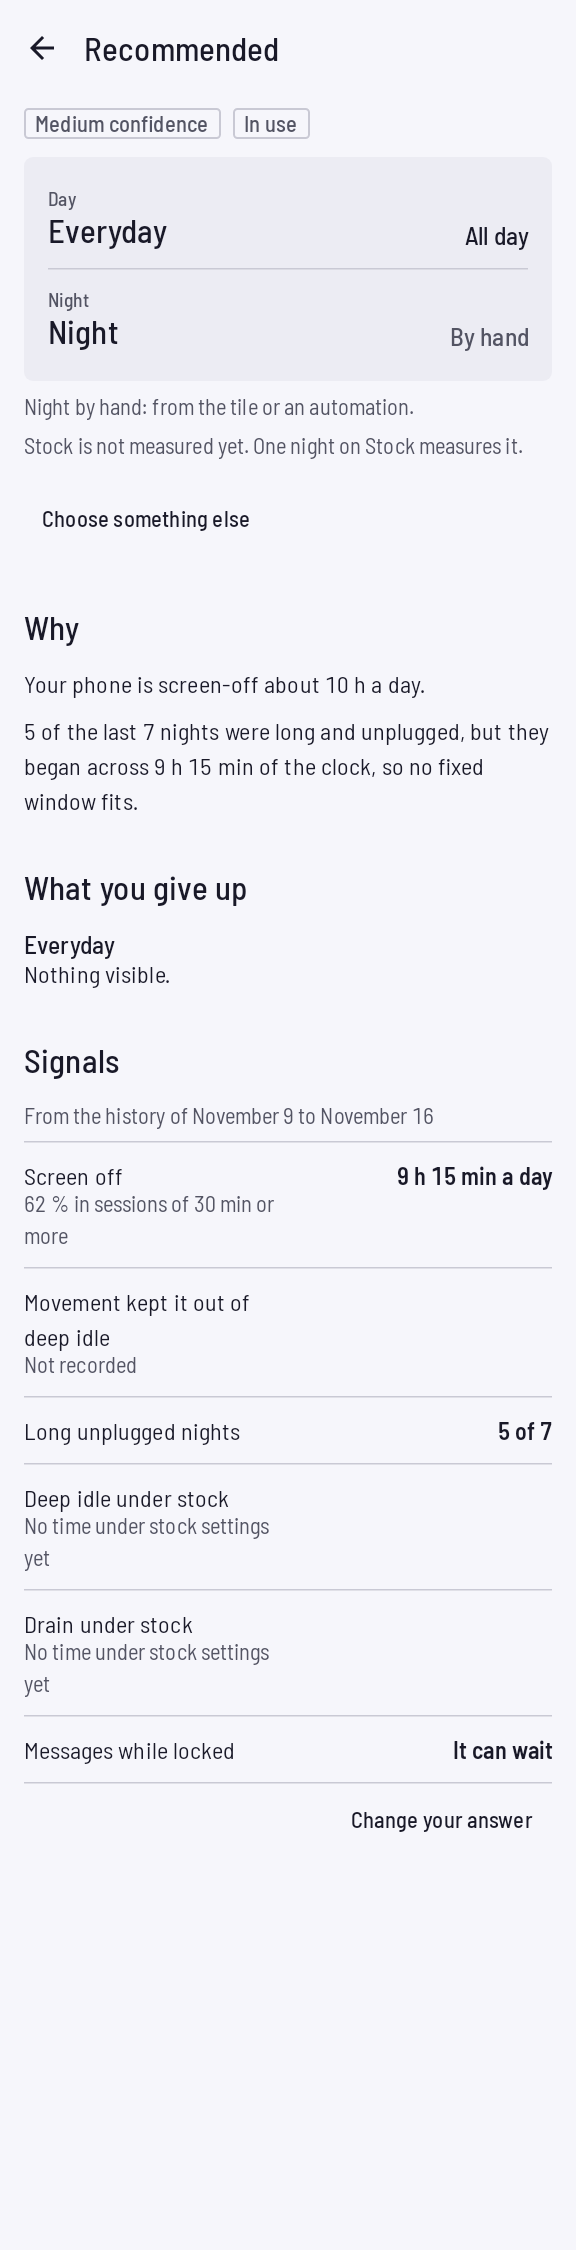 Recommended
Medium confidence
In use
Day
Everyday
All day
Night
Night
By hand
Night by hand: from the tile or an automation.
Stock is not measured yet. One night on Stock measures it.
Choose something else
Why
Your phone is screen-off about 10 h a day.
5 of the last 7 nights were long and unplugged, but they
began across 9 h 15 min of the clock, so no fixed
window fits.
What you give up
Everyday
Nothing visible.
Signals
From the history of November 9 to November 16
Screen off
9 h 15 min a day
62 % in sessions of 30 min or
more
Movement kept it out of
deep idle
Not recorded
Long unplugged nights
5 of 7
Deep idle under stock
No time under stock settings
yet
Drain under stock
No time under stock settings
yet
Messages while locked
It can wait
Change your answer